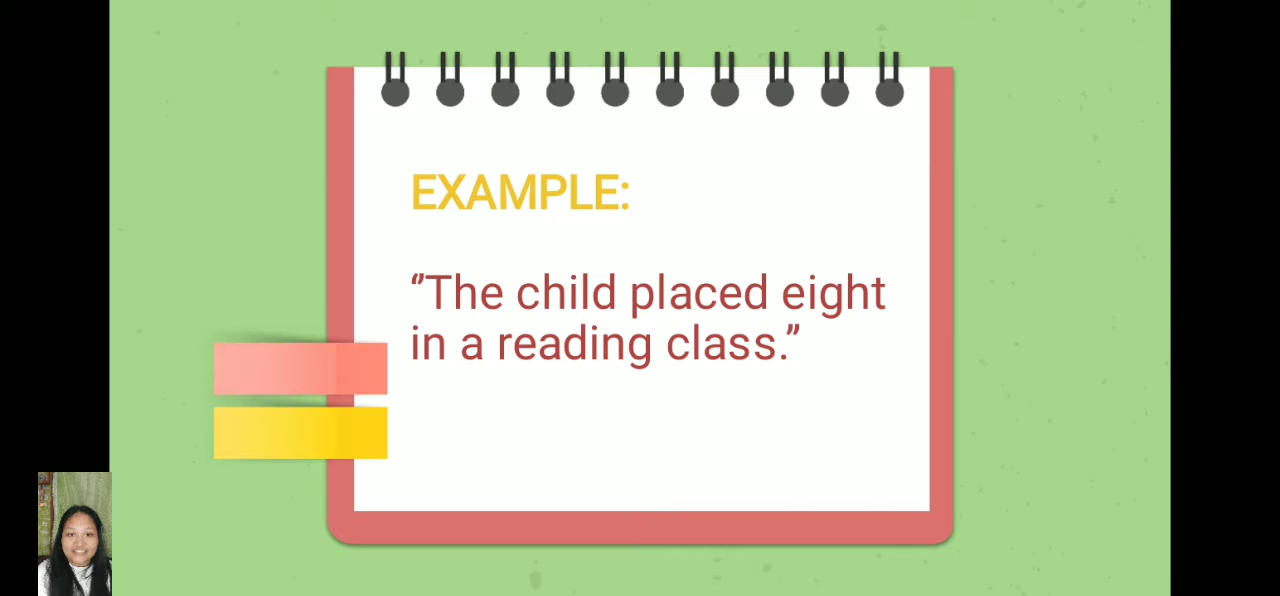 EXAMPLE:
“The child placed eight
in a reading class.”